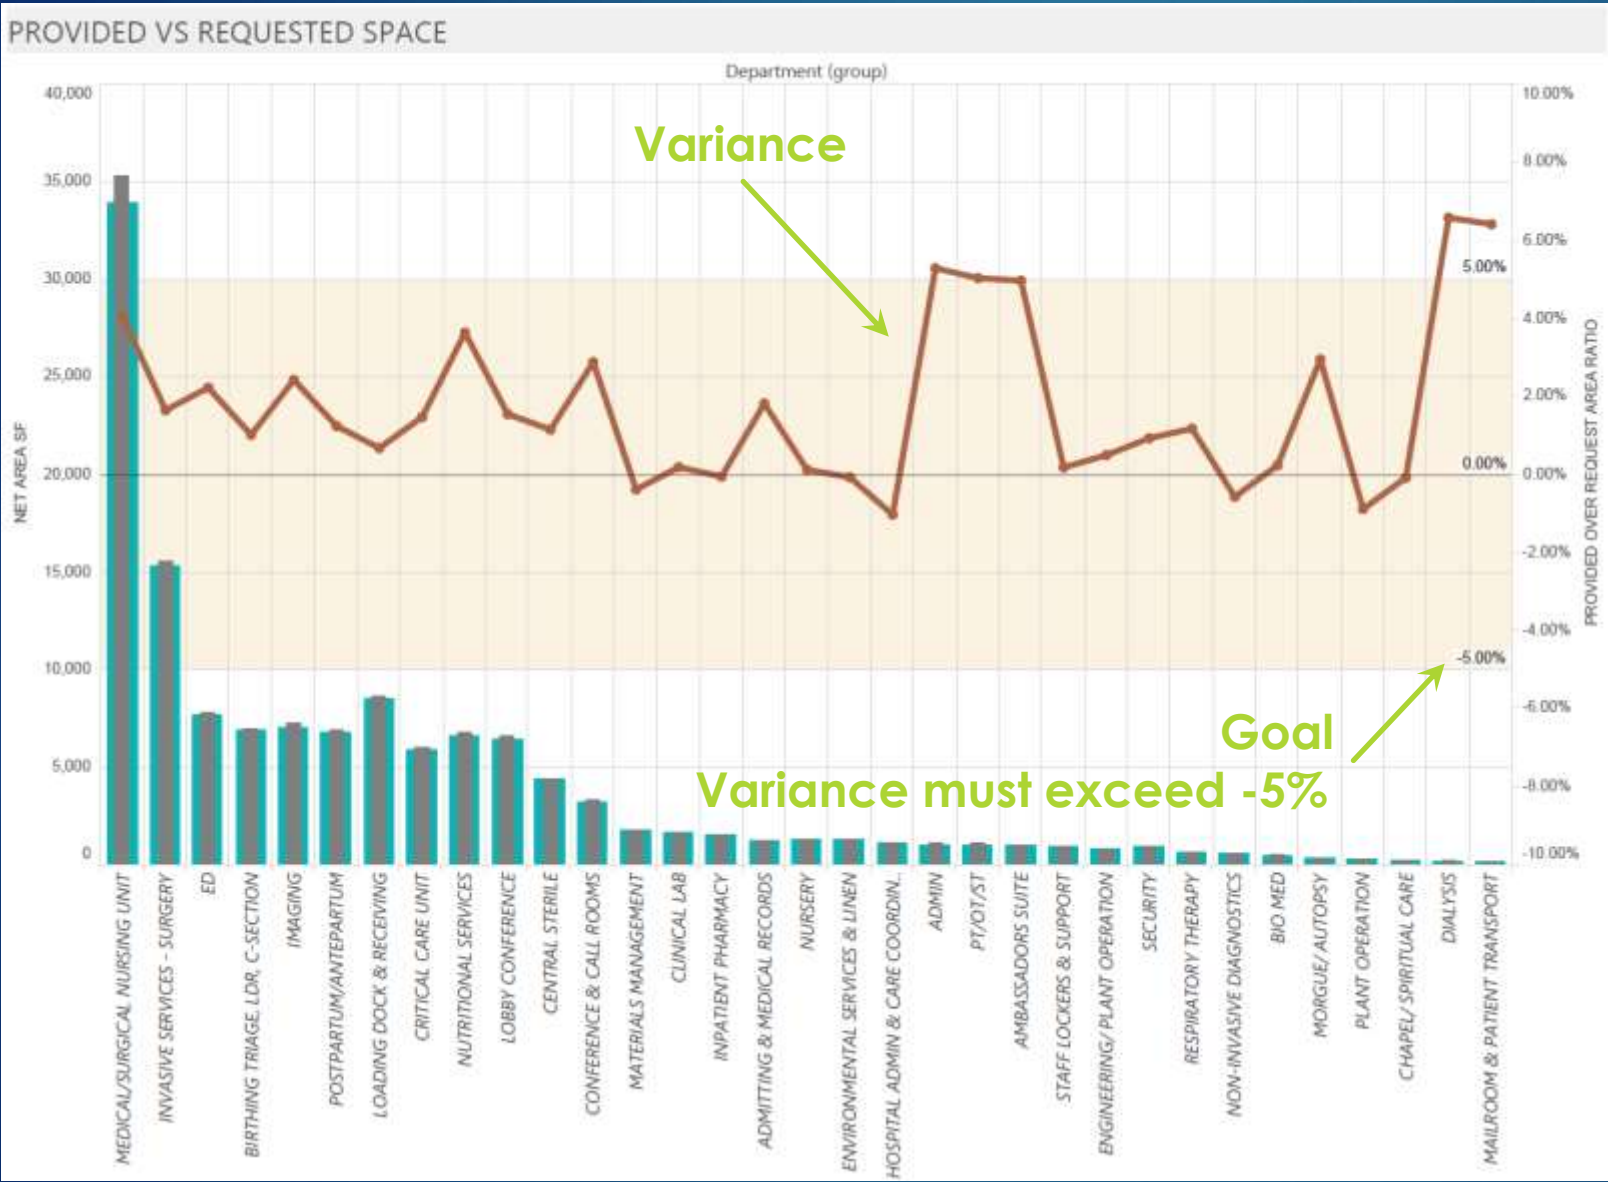 PROVIDED VS REQUESTED SPACE
Department (group)
40,000
35,000
30,000
25,000
20,000
15,000
10,000
5,000
0
NET AREA SF
10.00%
8.00%
6.00%
4.00%
2.00%
0.00%
-2.00%
-4.00%
-6.00%
-8.00%
-10.00%
PROVIDED OVER REQUEST AREA RATIO
Variance
5.00%
0.00%
-5.00%
Goal
Variance must exceed -5%
MEDICAL/SURGICAL NURSING UNIT
INVASIVE SERVICES - SURGERY
ED
BIRTHING TRIAGE, LDR, C-SECTION
IMAGING
POSTPARTUM/ANTEPARTUM
LOADING DOCK & RECEIVING
CRITICAL CARE UNIT
NUTRITIONAL SERVICES
LOBBY CONFERENCE
CENTRAL STERILE
CONFERENCE & CALL ROOMS
MATERIALS MANAGEMENT
CLINICAL LAB
INPATIENT PHARMACY
ADMITTING & MEDICAL RECORDS
NURSERY
ENVIRONMENTAL SERVICES & LINEN
HOSPITAL ADMIN & CARE COORDIN..
ADMIN
PT/OT/ST
AMBASSADORS SUITE
STAFF LOCKERS & SUPPORT
ENGINEERING/ PLANT OPERATION
SECURITY
RESPIRATORY THERAPY
NON-INVASIVE DIAGNOSTICS
BIO MED
MORGUE/ AUTOPSY
PLANT OPERATION
CHAPEL/ SPIRITUAL CARE
DIALYSIS
MAILROOM & PATIENT TRANSPORT